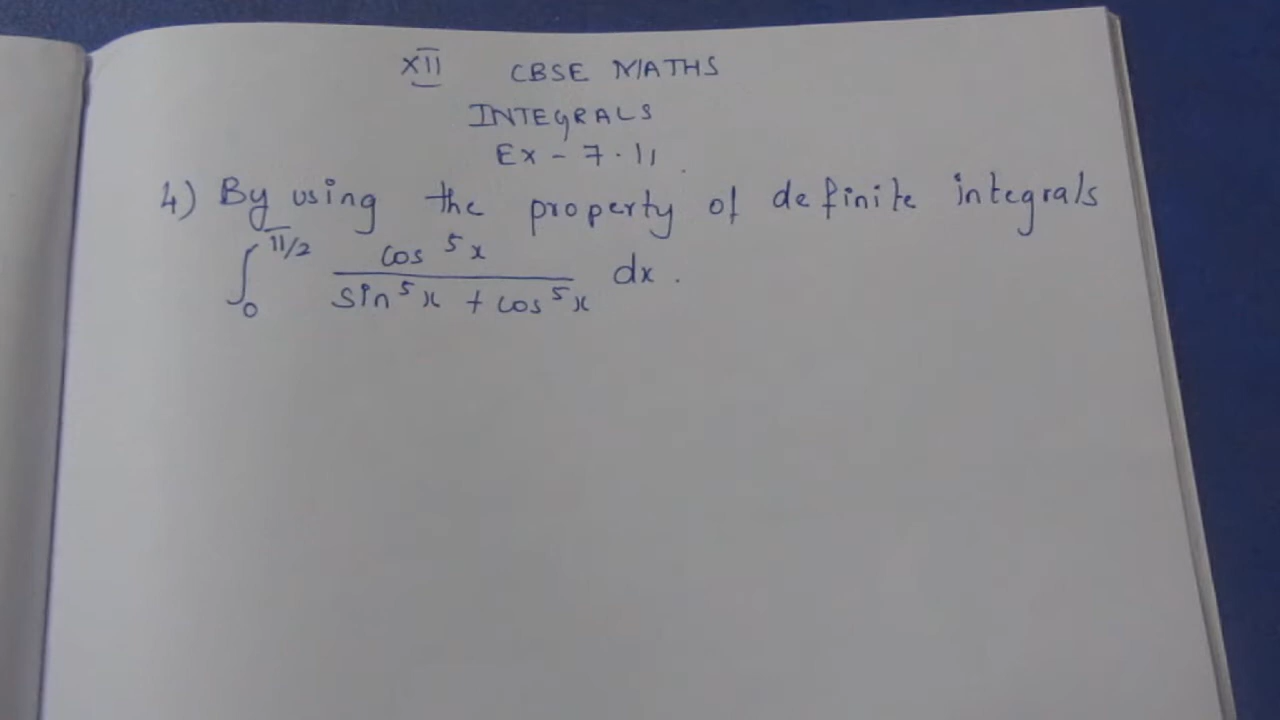 XII CBSE MATHS
INTEGRALS
Ex - 7.11
4) By using the property of definite integrals
∫₀^π/2 cos⁵x / (sin⁵x + cos⁵x) dx.